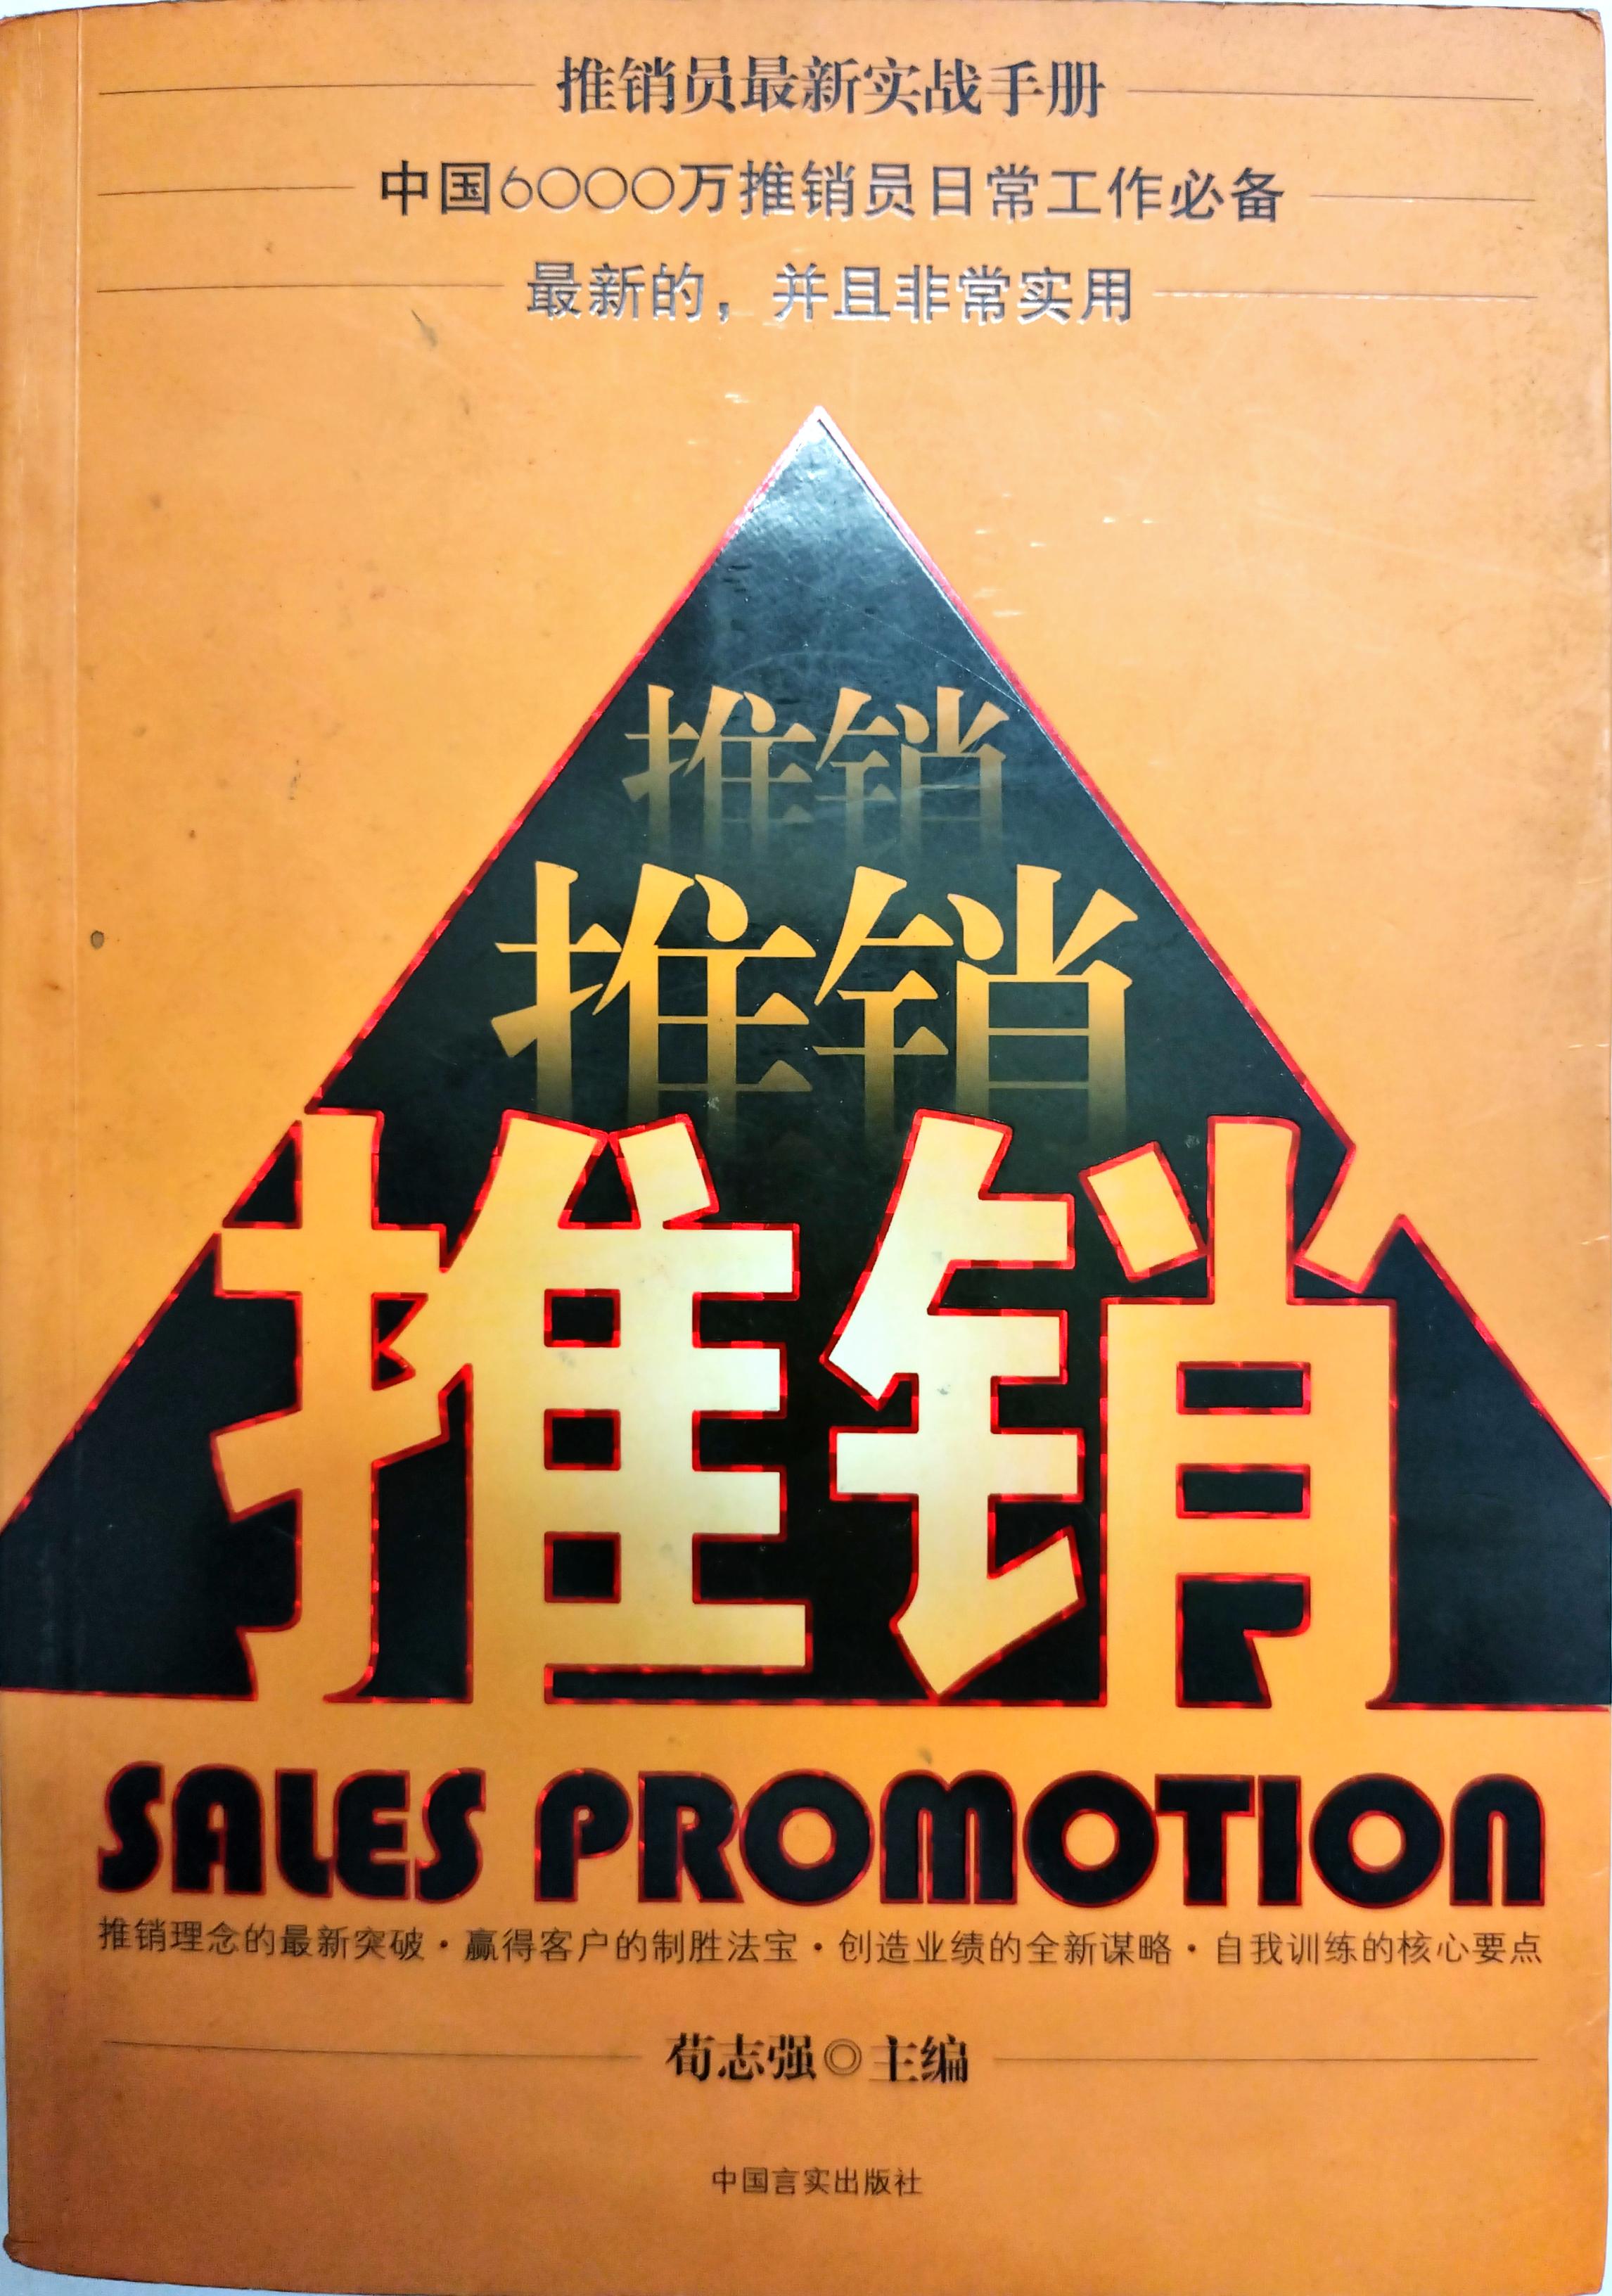 推销员最新实战手册
中国6000万推销员日常工作必备
最新的，并且非常实用
推销
推销
推销
SALES PROMOTION
推销理念的最新突破·赢得客户的制胜法宝·创造业绩的全新谋略·自我训练的核心要点
荀志强◎主编
中国言实出版社